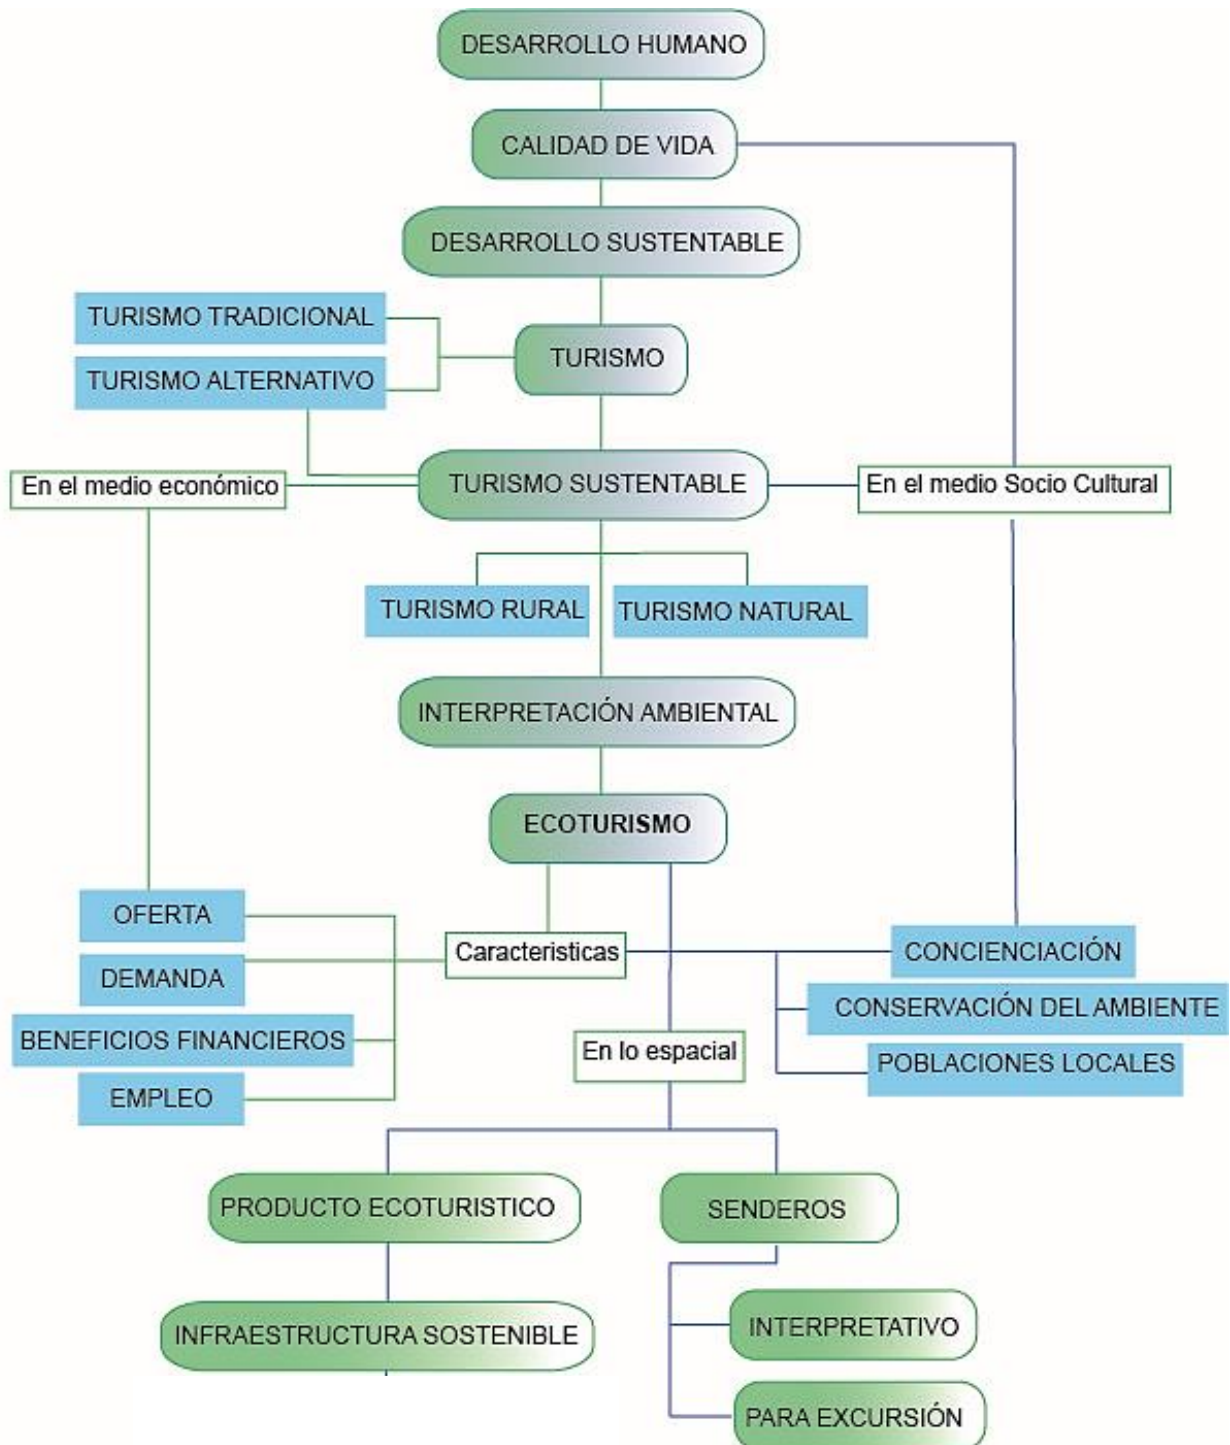 DESARROLLO HUMANO
CALIDAD DE VIDA
DESARROLLO SUSTENTABLE
TURISMO TRADICIONAL
TURISMO
TURISMO ALTERNATIVO
En el medio económico
TURISMO SUSTENTABLE
En el medio Socio Cultural
TURISMO RURAL
TURISMO NATURAL
INTERPRETACIÓN AMBIENTAL
ECOTURISMO
OFERTA
DEMANDA
BENEFICIOS FINANCIEROS
EMPLEO
Caracteristicas
CONCIENCIACIÓN
CONSERVACIÓN DEL AMBIENTE
POBLACIONES LOCALES
En lo espacial
PRODUCTO ECOTURISTICO
SENDEROS
INFRAESTRUCTURA SOSTENIBLE
INTERPRETATIVO
PARA EXCURSIÓN